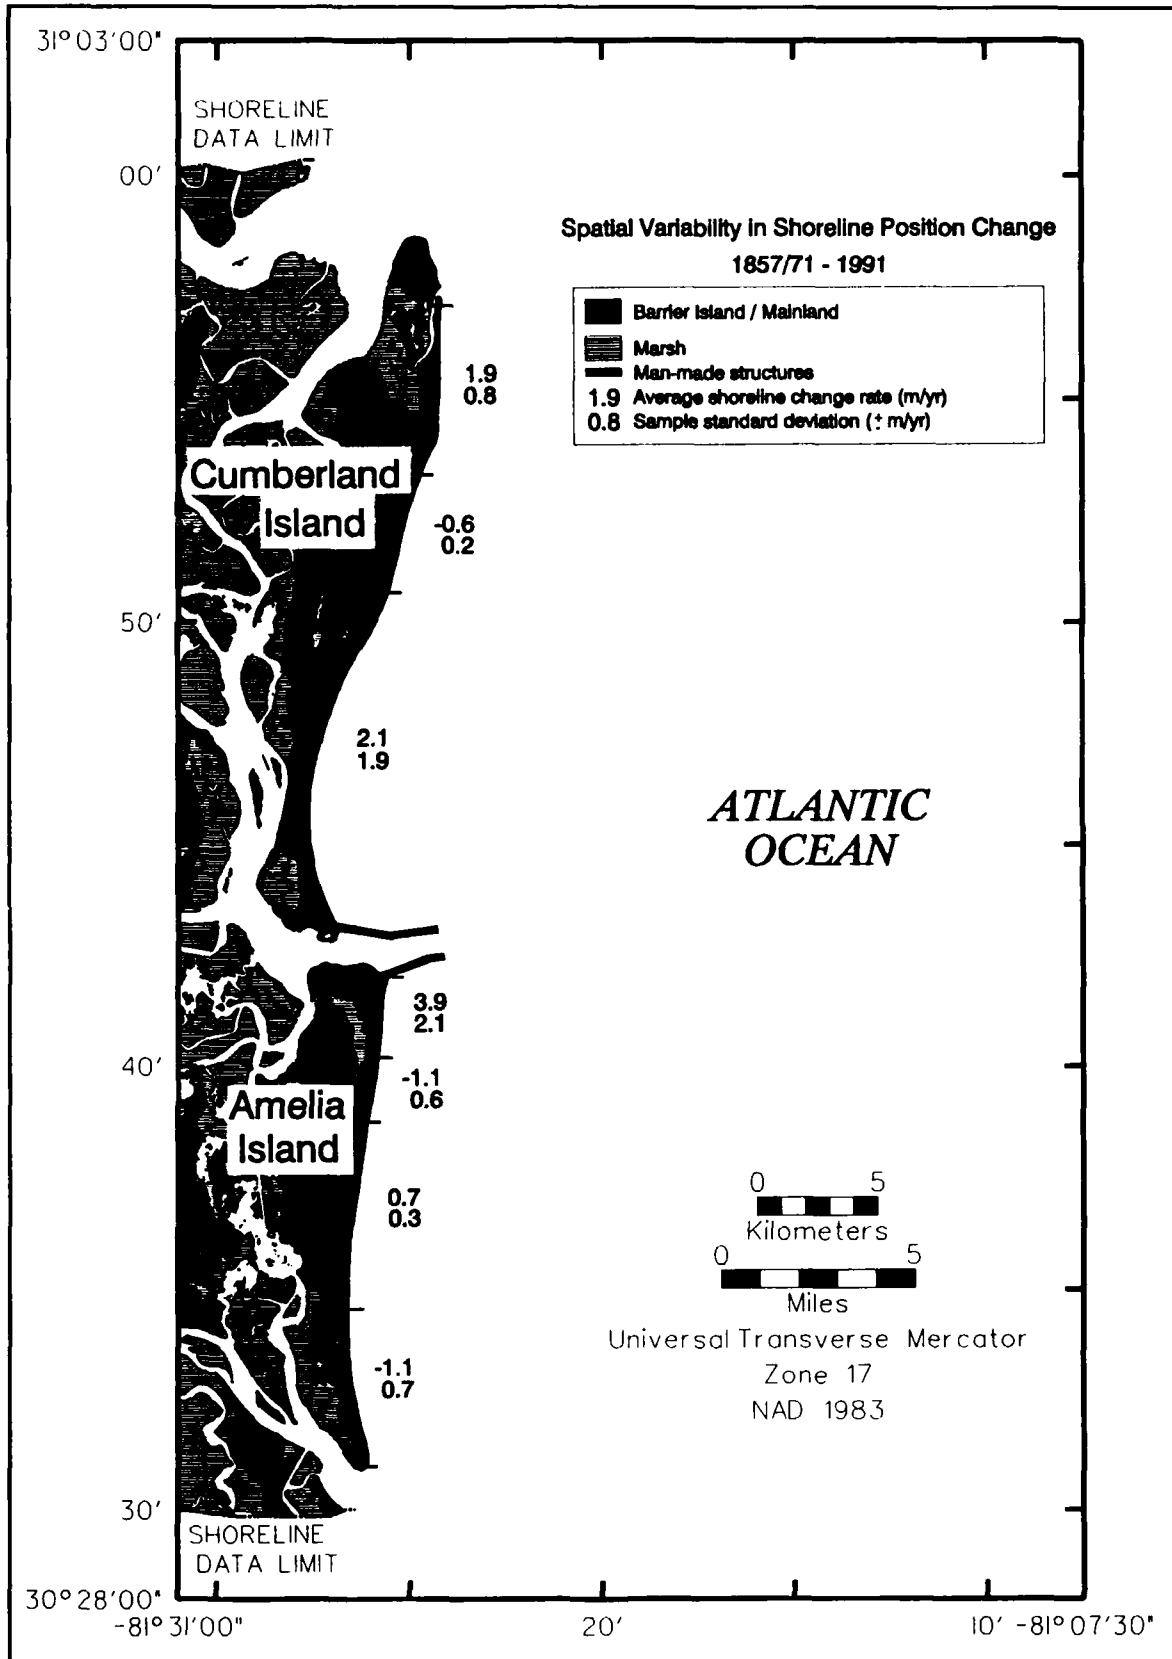 31°03'00"
SHORELINE
DATA LIMIT
00'
Spatial Variability in Shoreline Position Change
1857/71 - 1991
Barrier Island / Mainland
Marsh
Man-made structures
1.9 Average shoreline change rate (m/yr)
0.8 Sample standard deviation (± m/yr)
1.9
0.8
Cumberland
Island
-0.6
0.2
50'
2.1
1.9
ATLANTIC
OCEAN
3.9
2.1
40'
-1.1
0.6
Amelia
Island
0.7
0.3
0 5
Kilometers
0 5
Miles
Universal Transverse Mercator
Zone 17
NAD 1983
-1.1
0.7
30'
SHORELINE
DATA LIMIT
30°28'00"
-81°31'00" 20' 10' -81°07'30"